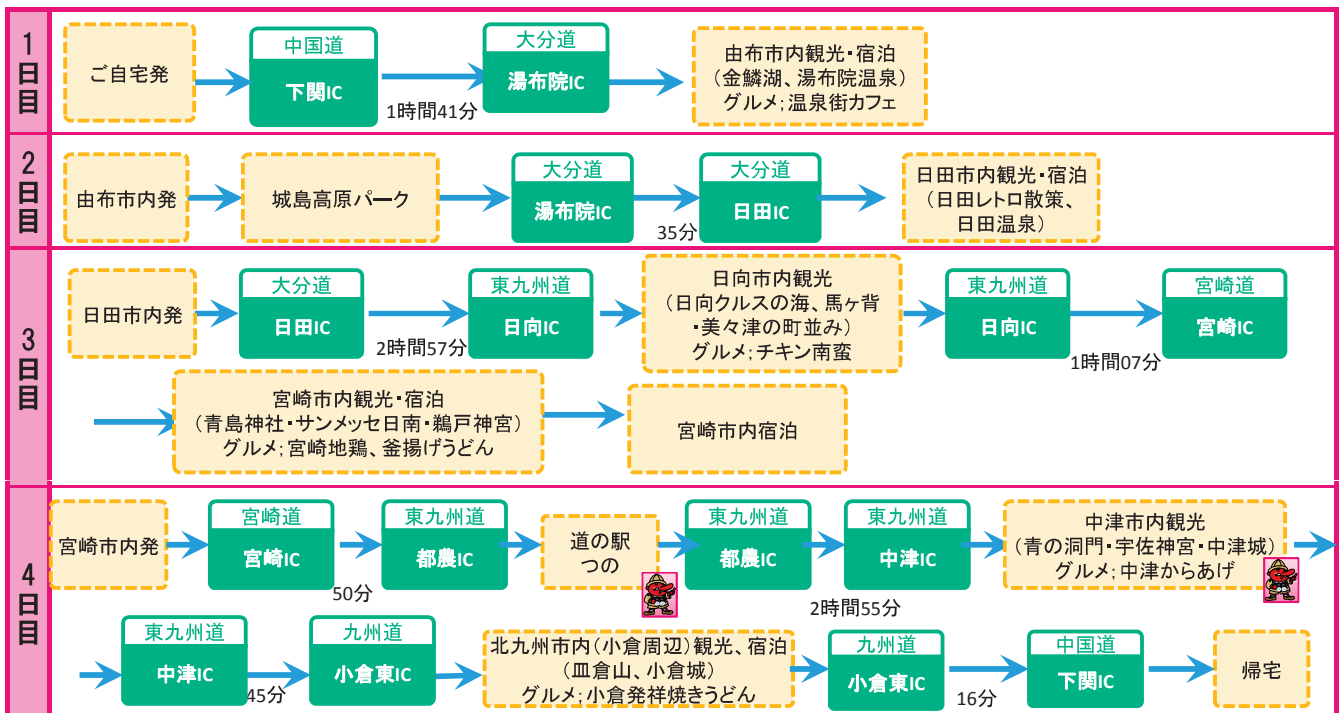 1日目
ご自宅発
中国道
下関IC
1時間41分
大分道
湯布院IC
由布市内観光・宿泊
(金鱗湖、湯布院温泉)
グルメ;温泉街カフェ
2日目
由布市内発
城島高原パーク
大分道
湯布院IC
35分
大分道
日田IC
日田市内観光・宿泊
(日田レトロ散策、
日田温泉)
3日目
日田市内発
大分道
日田IC
2時間57分
東九州道
日向IC
日向市内観光
(日向クルスの海、馬ヶ背
・美々津の町並み)
グルメ;チキン南蛮
東九州道
日向IC
1時間07分
宮崎道
宮崎IC
宮崎市内観光・宿泊
(青島神社・サンメッセ日南・鵜戸神宮)
グルメ;宮崎地鶏、釜揚げうどん
宮崎市内宿泊
4日目
宮崎市内発
宮崎道
宮崎IC
50分
東九州道
都農IC
道の駅
つの
東九州道
都農IC
2時間55分
東九州道
中津IC
中津市内観光
(青の洞門・宇佐神宮・中津城)
グルメ;中津からあげ
東九州道
中津IC
45分
九州道
小倉東IC
北九州市内(小倉周辺)観光、宿泊
(皿倉山、小倉城)
グルメ;小倉発祥焼きうどん
九州道
小倉東IC
16分
中国道
下関IC
帰宅